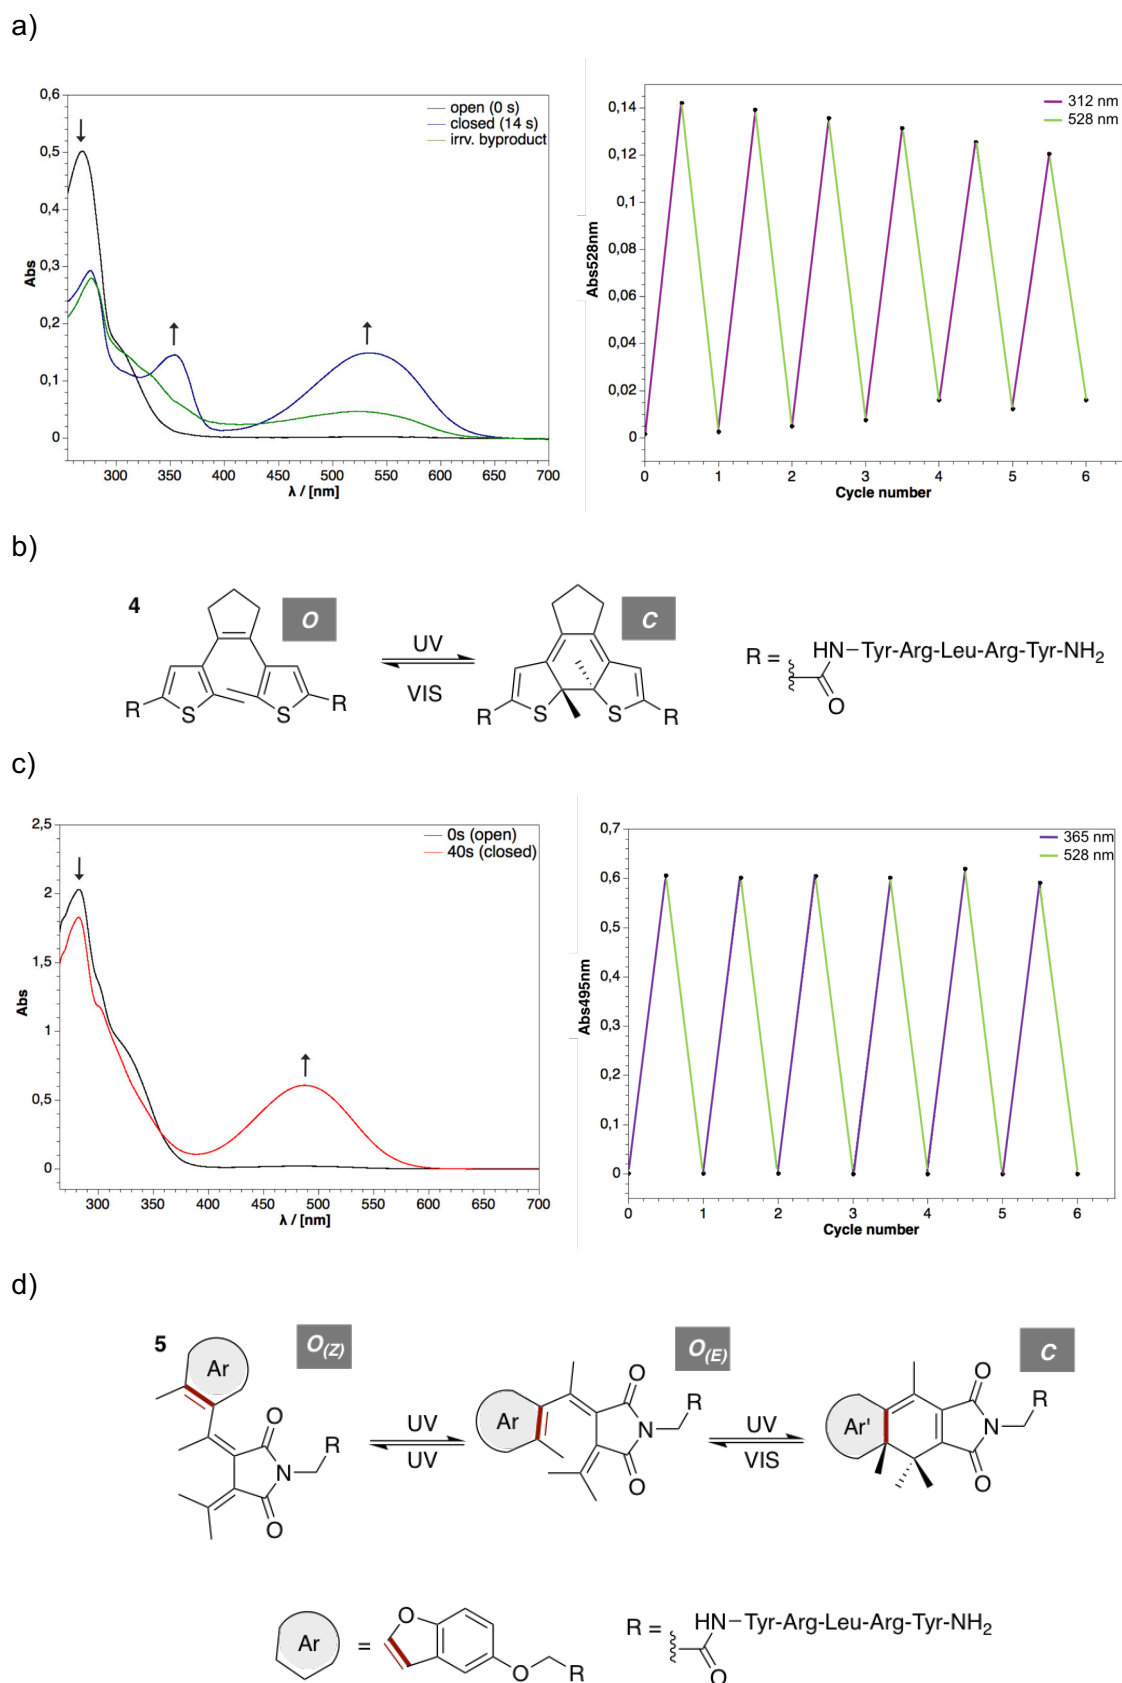 a)
0,6
0,5
0,4
0,3
0,2
0,1
0
Abs
open (0 s)
closed (14 s)
irrv. byproduct
300 350 400 450 500 550 600 650 700
λ / [nm]
0,14
0,12
0,1
0,08
0,06
0,04
0,02
0
Abs528nm
312 nm
528 nm
0 1 2 3 4 5 6
Cycle number
b)
4
O
UV
VIS
C
R
S
S
R
R
S
S
R
R =
HN–Tyr-Arg-Leu-Arg-Tyr-NH2
O
c)
2,5
2
1,5
1
0,5
0
Abs
0s (open)
40s (closed)
300 350 400 450 500 550 600 650 700
λ / [nm]
0,7
0,6
0,5
0,4
0,3
0,2
0,1
0
Abs495nm
365 nm
528 nm
0 1 2 3 4 5 6
Cycle number
d)
5
O(Z)
Ar
O
N
R
O
UV
UV
O(E)
Ar
O
N
R
O
UV
VIS
C
Ar'
O
N
R
O
Ar
=
O
O
R
R =
HN–Tyr-Arg-Leu-Arg-Tyr-NH2
O